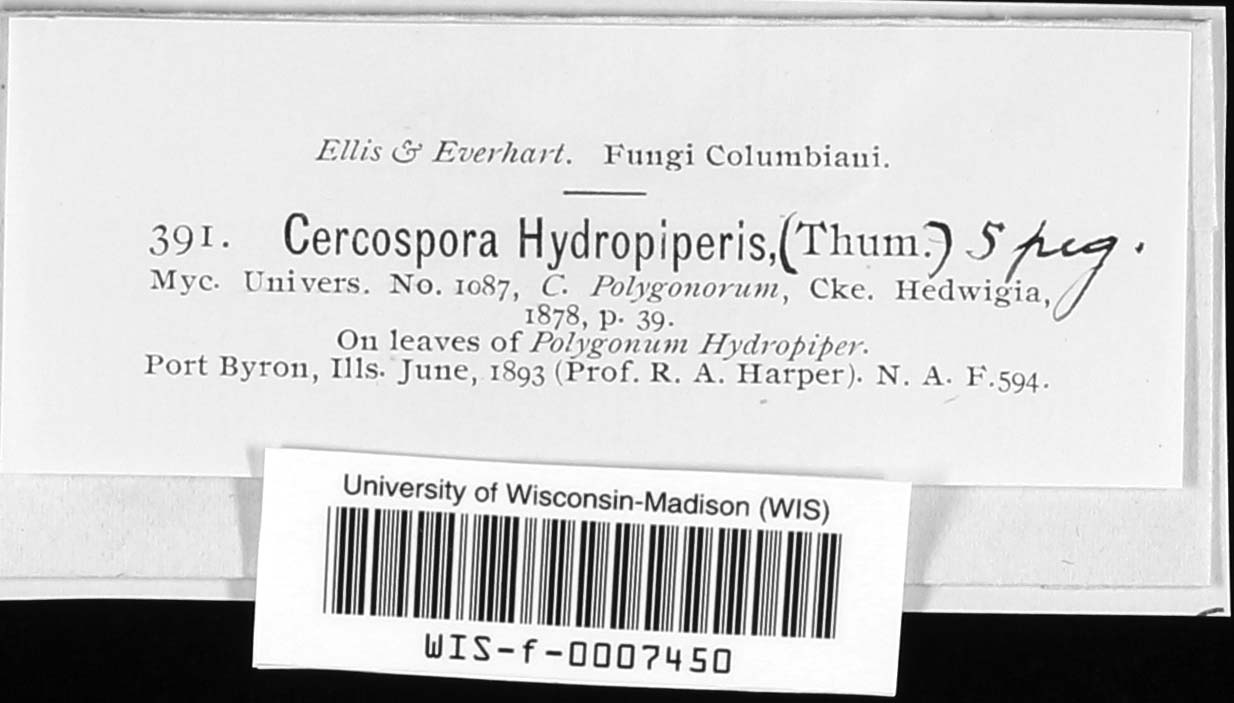 Ellis & Everhart. Fungi Columbiani.
391. Cercospora Hydropiperis, (Thum.) Speg.
Myc. Univers. No. 1087, C. Polygonorum, Cke. Hedwigia,
1878, p. 39.
On leaves of Polygonum Hydropiper.
Port Byron, Ills. June, 1893 (Prof. R. A. Harper). N. A. F. 594.
University of Wisconsin-Madison (WIS)
WIS-f-0007450